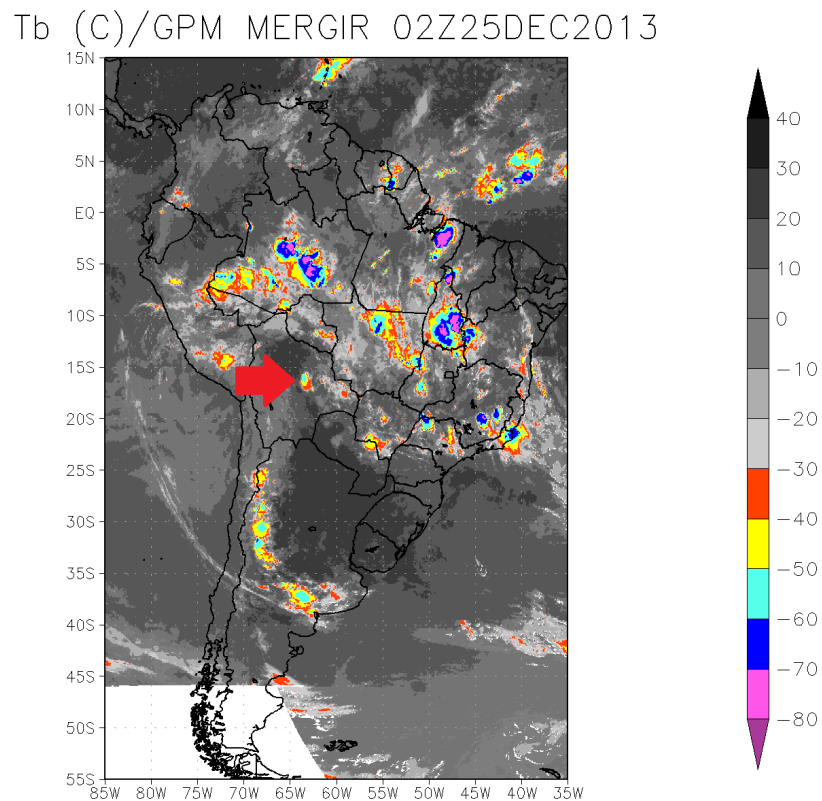 Tb (C)/GPM MERGIR 02Z25DEC2013
15N
10N
5N
EQ
5S
10S
15S
20S
25S
30S
35S
40S
45S
50S
55S
85W 80W 75W 70W 65W 60W 55W 50W 45W 40W 35W
40
30
20
10
0
−10
−20
−30
−40
−50
−60
−70
−80